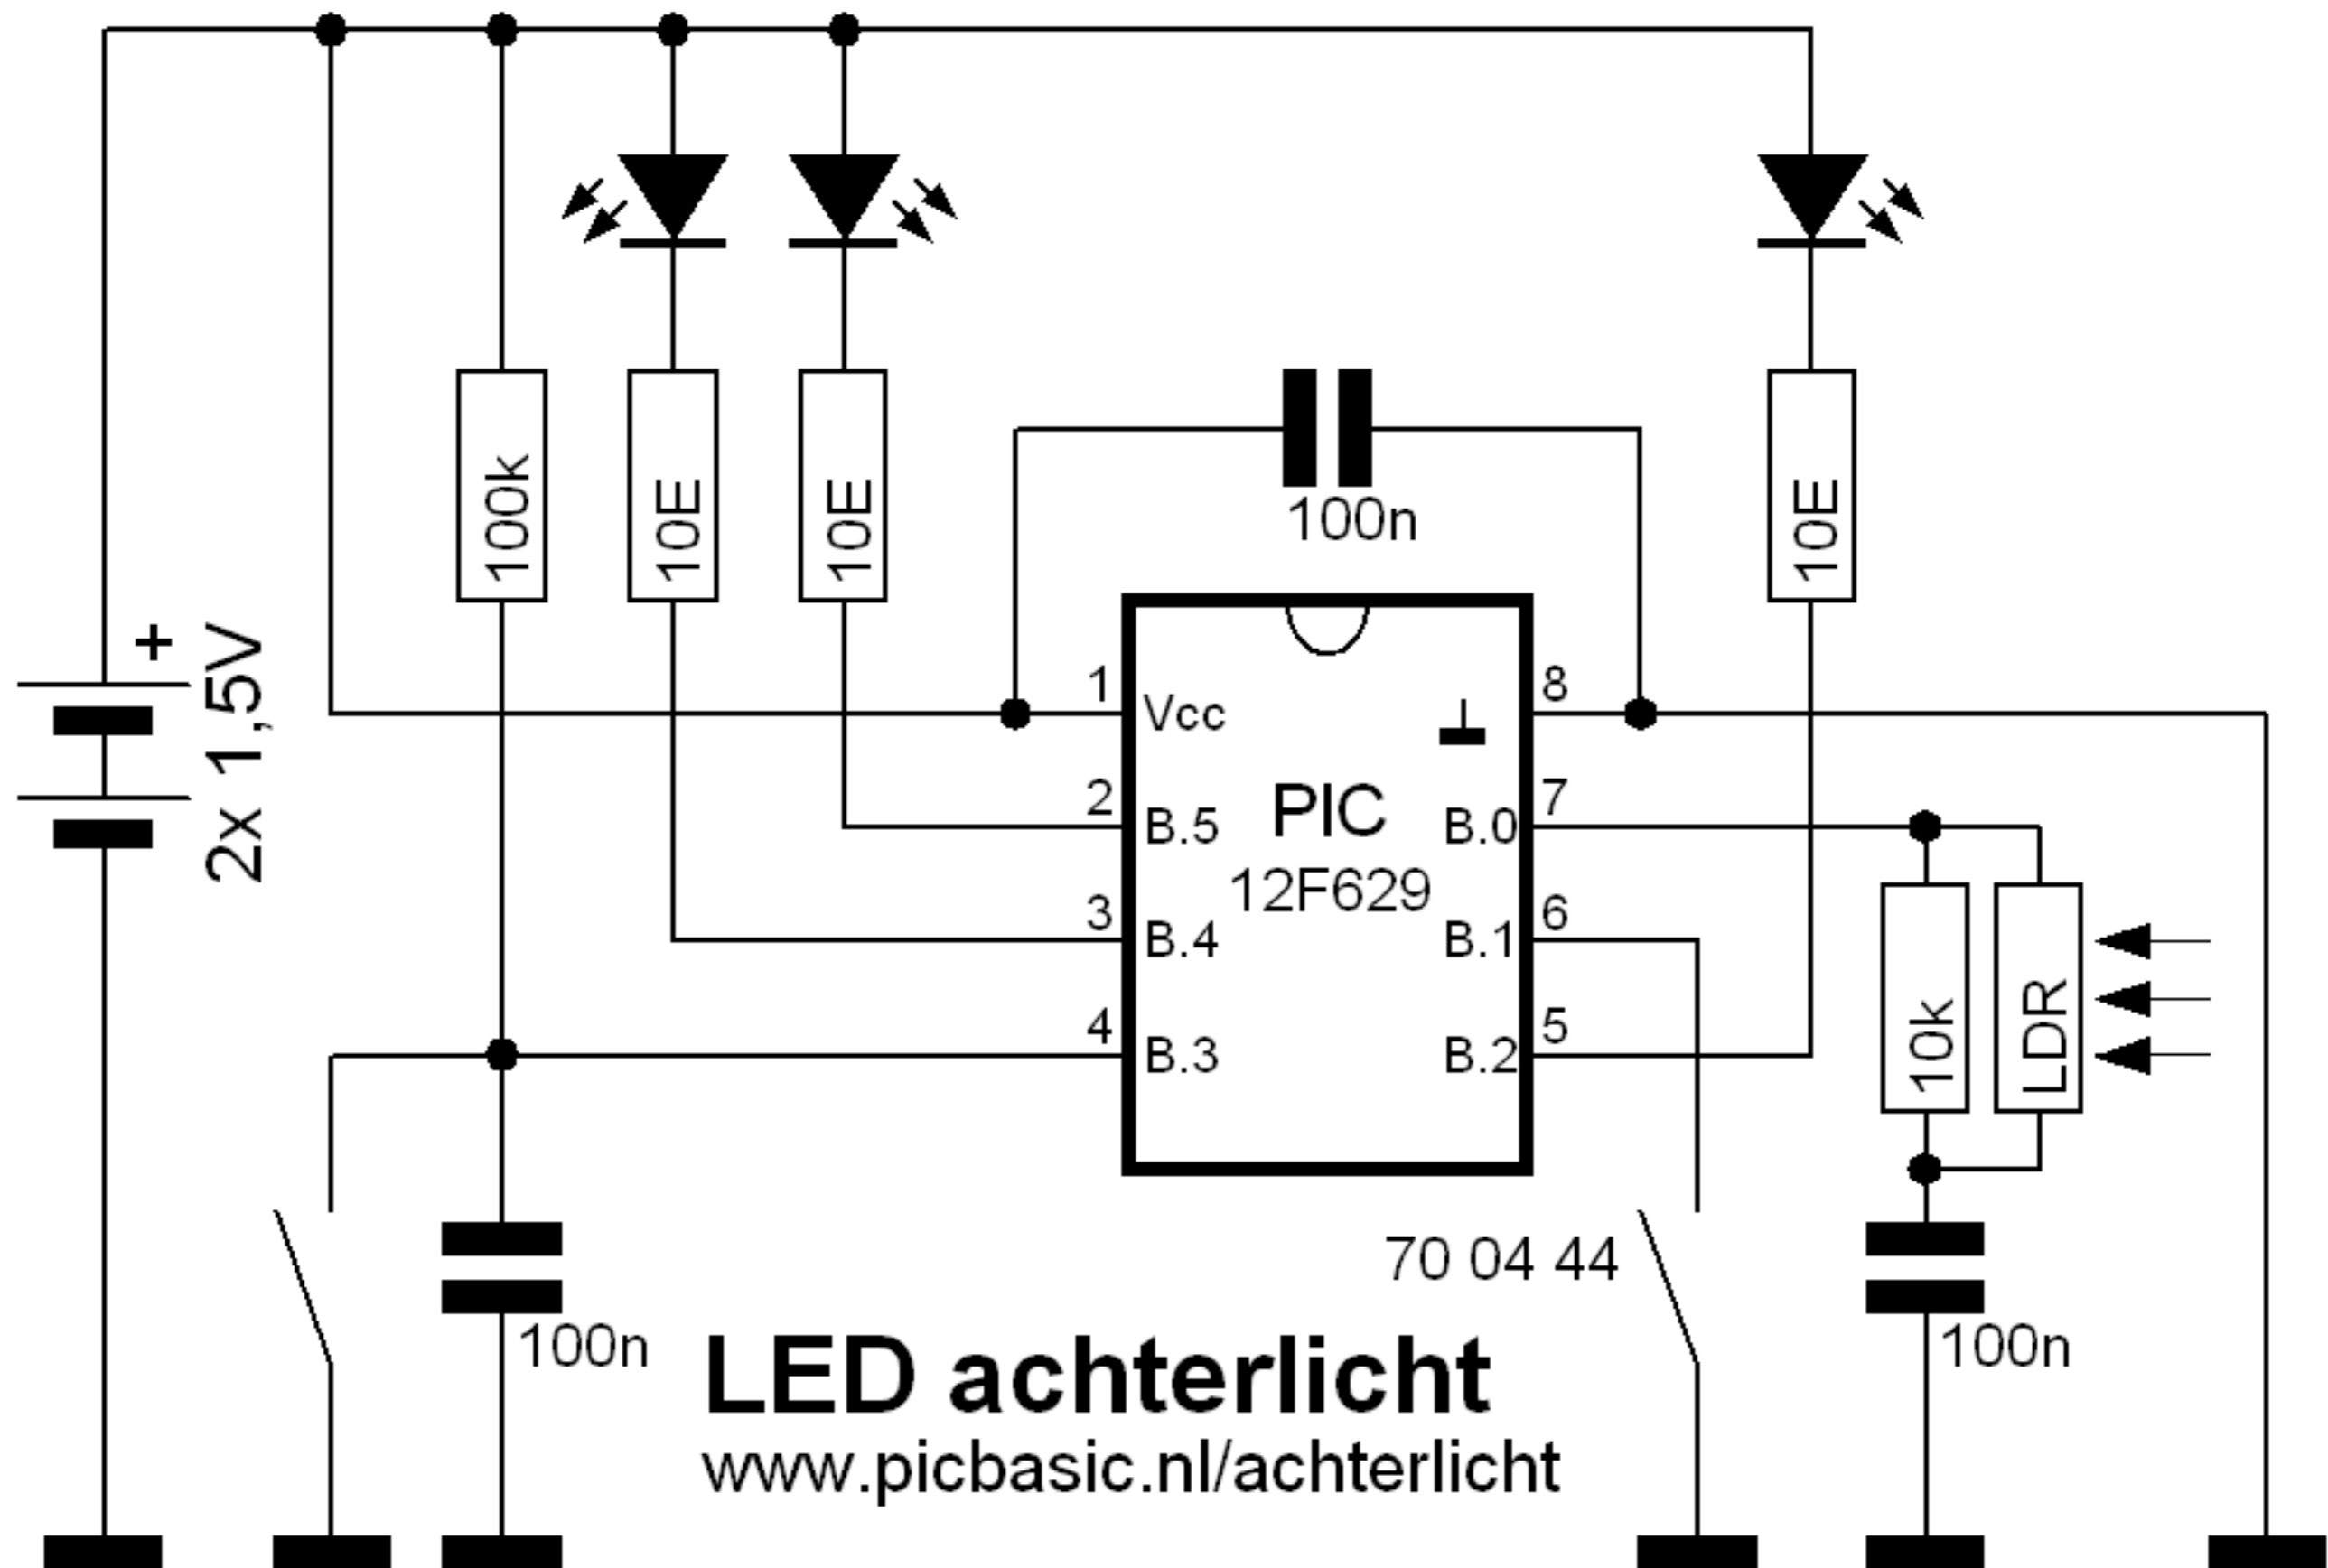 +
2x 1,5V
100k
10E
10E
100n
10E
1
Vcc
8
2
B.5
PIC
12F629
7
B.0
3
B.4
6
B.1
4
B.3
5
B.2
10k
LDR
100n
70 04 44
100n
LED achterlicht
www.picbasic.nl/achterlicht